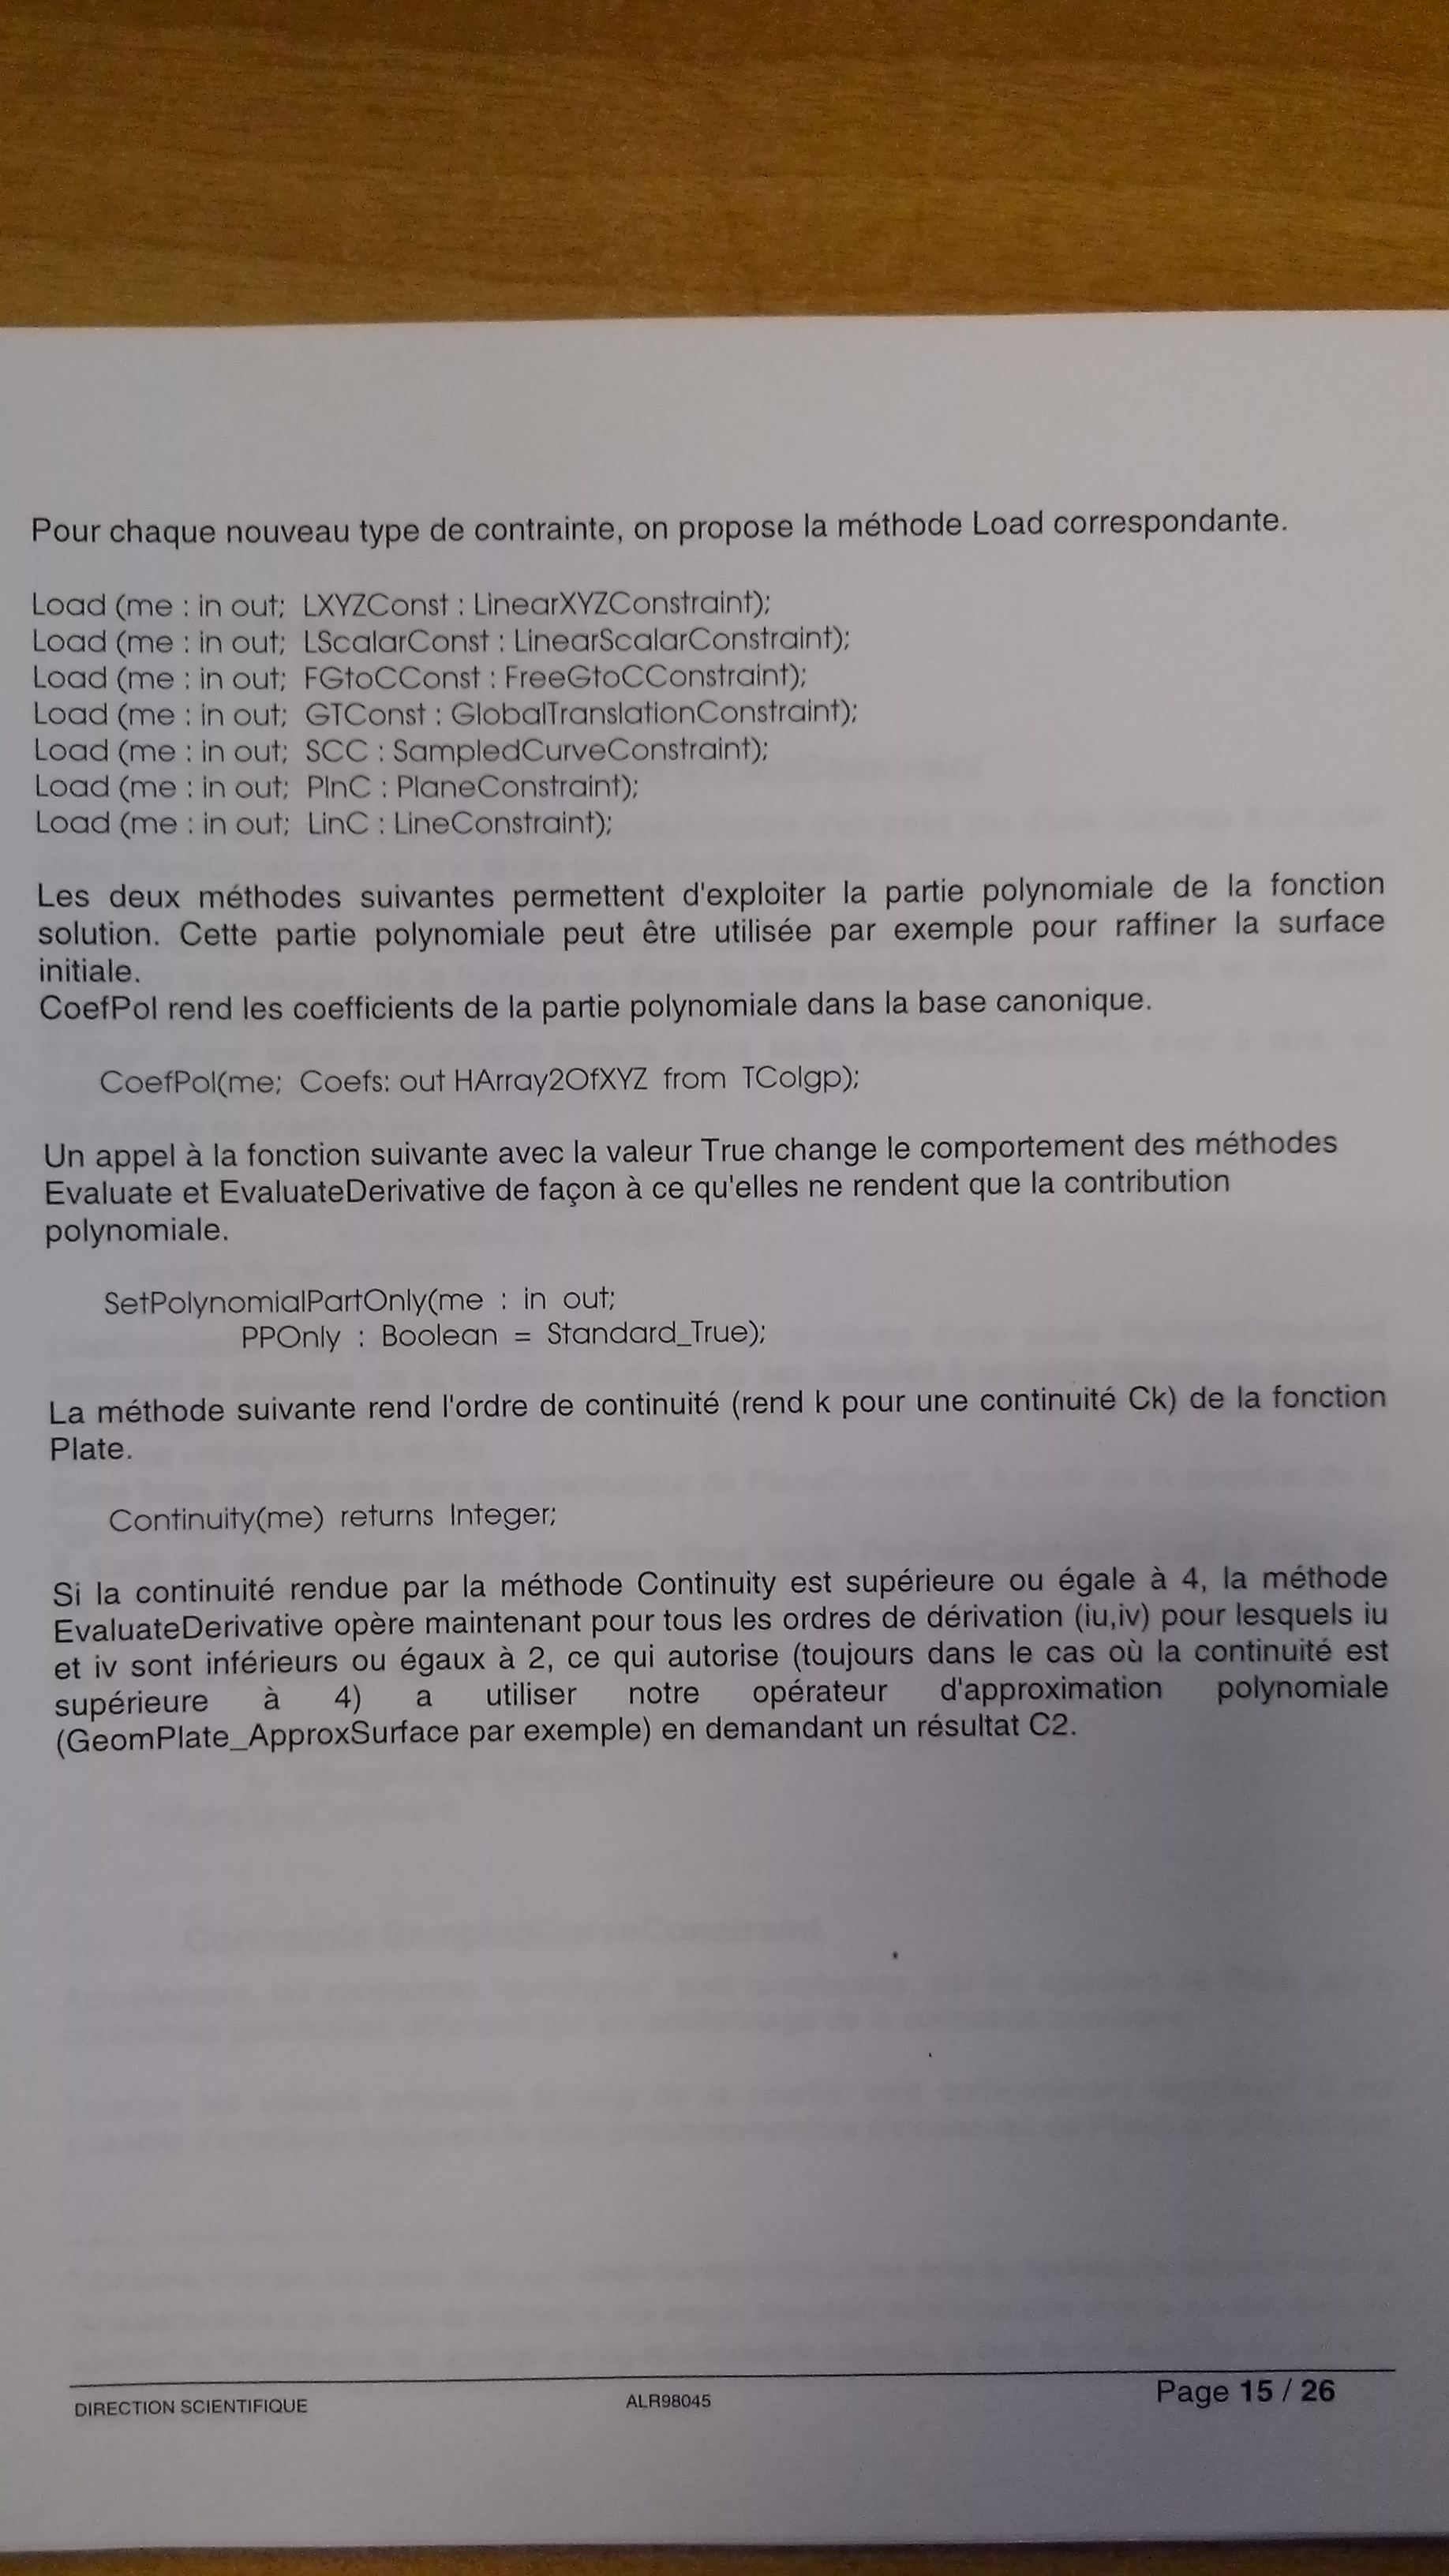 Pour chaque nouveau type de contrainte, on propose la méthode Load correspondante.
Load (me : in out; LXYZConst : LinearXYZConstraint);
Load (me : in out; LScalarConst : LinearScalarConstraint);
Load (me : in out; FGtoCConst : FreeGtoCConstraint);
Load (me : in out; GTConst : GlobalTranslationConstraint);
Load (me : in out; SCC : SampledCurveConstraint);
Load (me : in out; PlnC : PlaneConstraint);
Load (me : in out; LinC : LineConstraint);
Les deux méthodes suivantes permettent d'exploiter la partie polynomiale de la fonction
solution. Cette partie polynomiale peut être utilisée par exemple pour raffiner la surface
initiale.
CoefPol rend les coefficients de la partie polynomiale dans la base canonique.
CoefPol(me; Coefs: out HArray2OfXYZ from TColgp);
Un appel à la fonction suivante avec la valeur True change le comportement des méthodes
Evaluate et EvaluateDerivative de façon à ce qu'elles ne rendent que la contribution
polynomiale.
SetPolynomialPartOnly(me : in out;
PPOnly : Boolean = Standard_True);
La méthode suivante rend l'ordre de continuité (rend k pour une continuité Ck) de la fonction
Plate.
Continuity(me) returns Integer;
Si la continuité rendue par la méthode Continuity est supérieure ou égale à 4, la méthode
EvaluateDerivative opère maintenant pour tous les ordres de dérivation (iu,iv) pour lesquels iu
et iv sont inférieurs ou égaux à 2, ce qui autorise (toujours dans le cas où la continuité est
supérieure à 4) a utiliser notre opérateur d'approximation polynomiale
(GeomPlate_ApproxSurface par exemple) en demandant un résultat C2.
Contrainte SampledCurveConstraint
DIRECTION SCIENTIFIQUE
ALR98045
Page 15 / 26